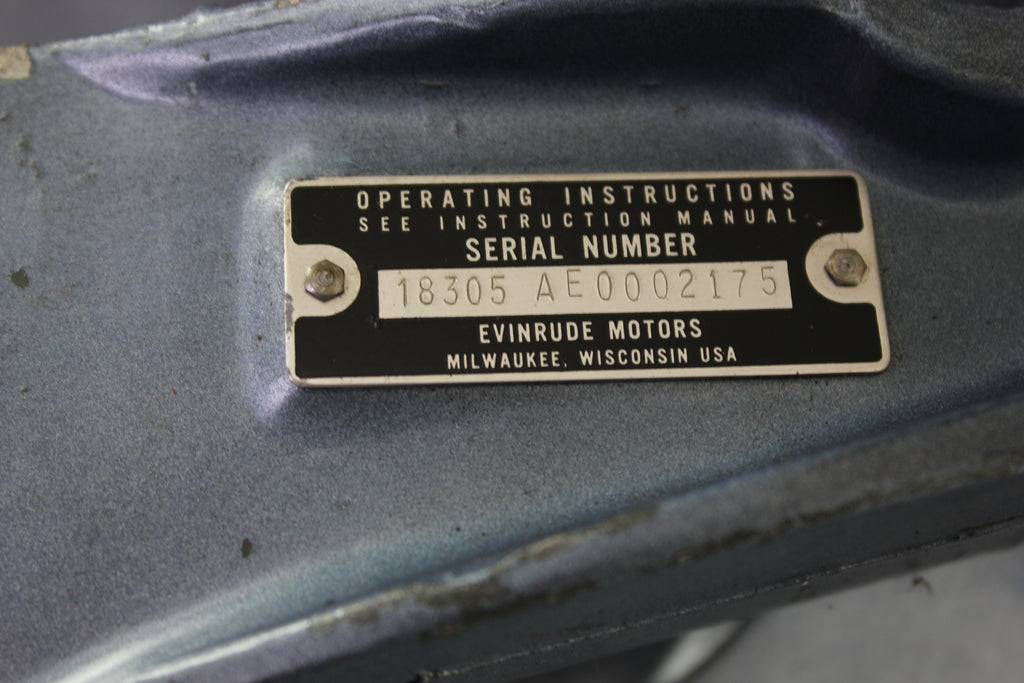 OPERATING INSTRUCTIONS
SEE INSTRUCTION MANUAL
SERIAL NUMBER
18305 AE0002175
EVINRUDE MOTORS
MILWAUKEE, WISCONSIN USA